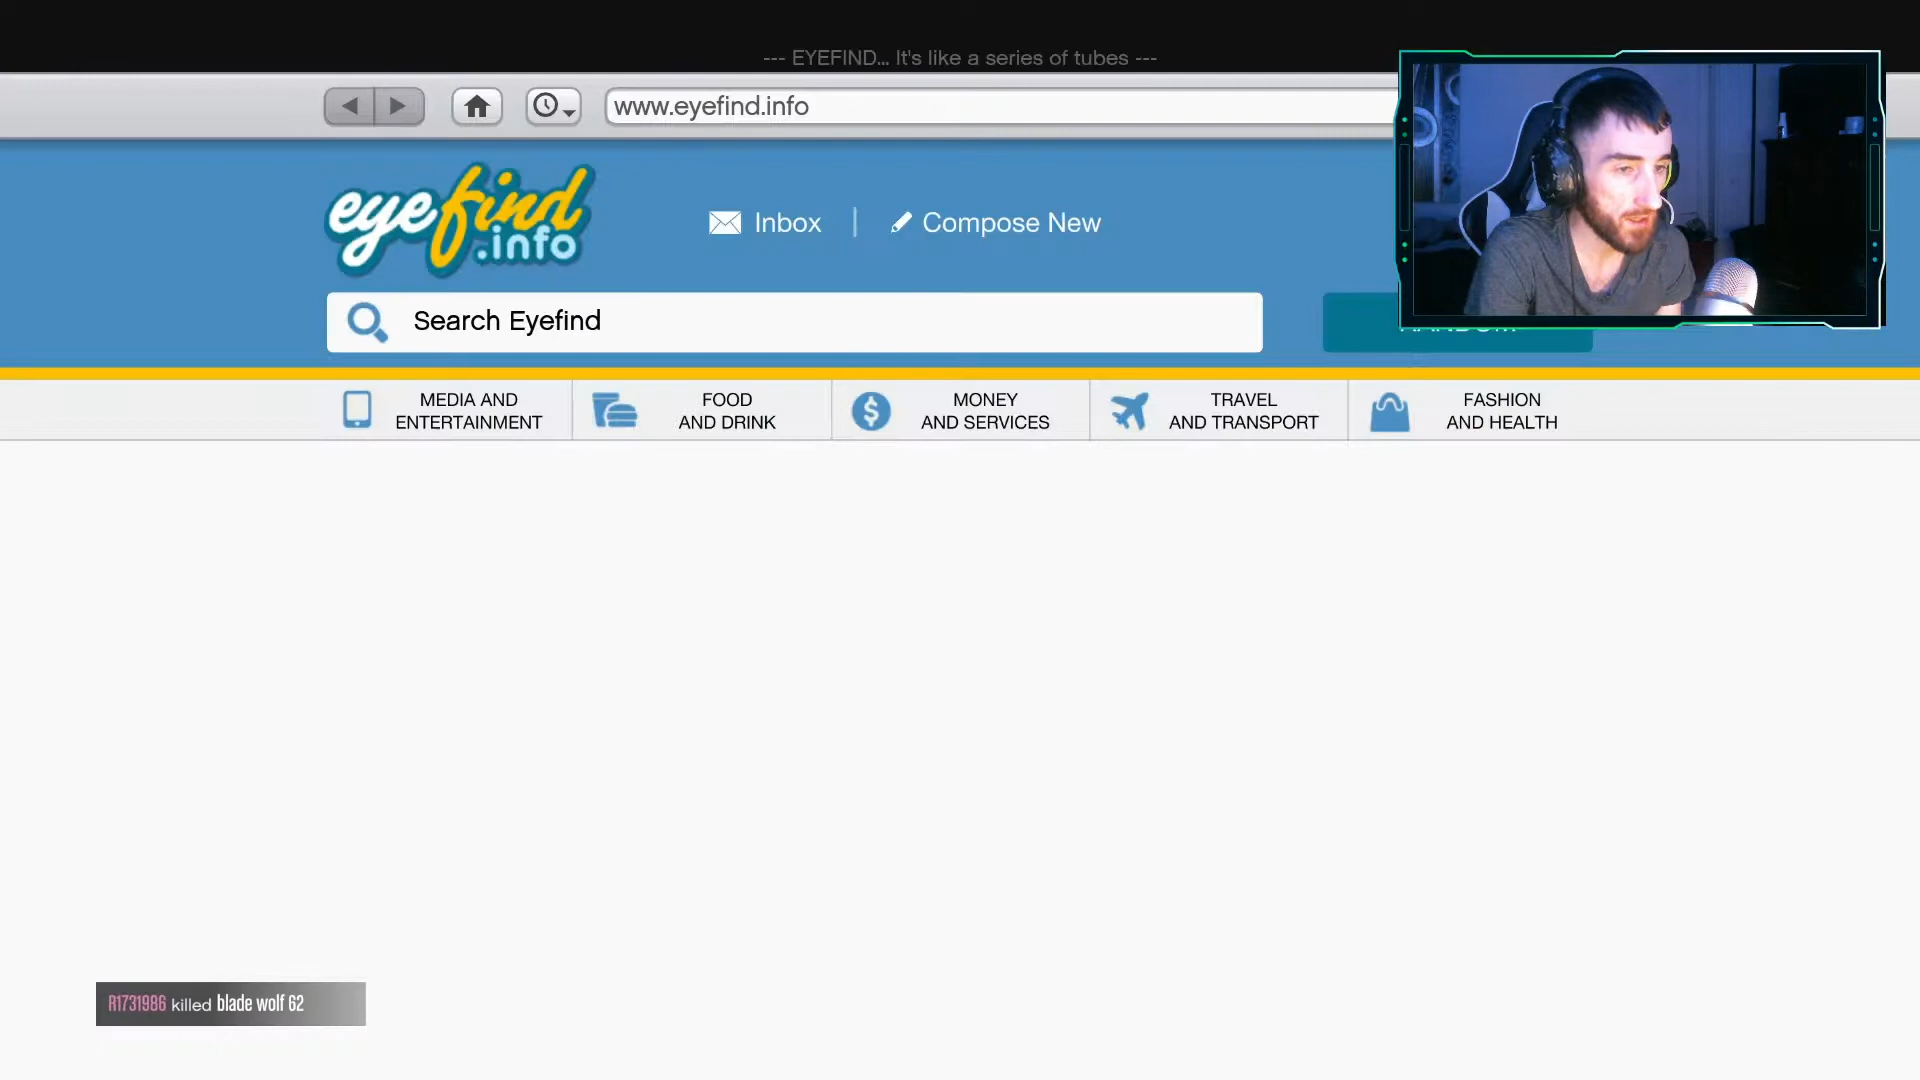 --- EYEFIND... It's like a series of tubes ---
www.eyefind.info
eyefind
.info
Inbox | Compose New
Search Eyefind
MEDIA AND
ENTERTAINMENT
FOOD
AND DRINK
MONEY
AND SERVICES
TRAVEL
AND TRANSPORT
FASHION
AND HEALTH
R1731986 killed blade wolf 62